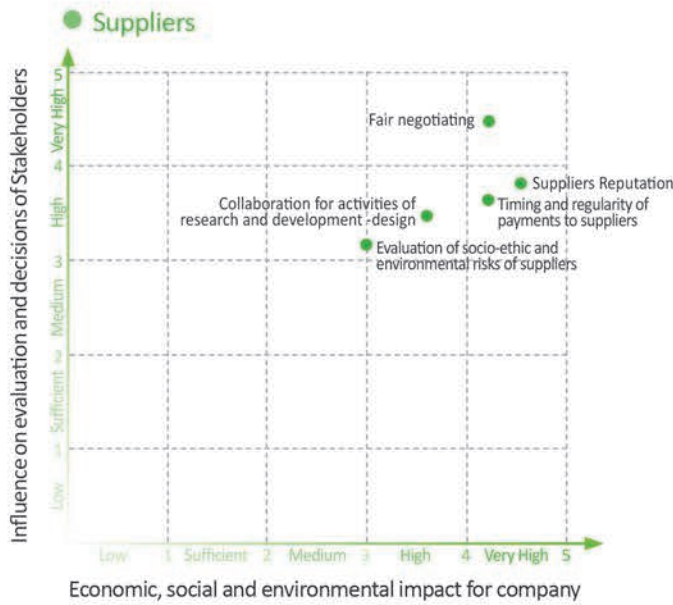 Suppliers
Influence on evaluation and decisions of Stakeholders
5
Very High
4
High
3
Medium
2
Sufficient
1
Low
Fair negotiating
Suppliers Reputation
Collaboration for activities of
research and development -design
Timing and regularity of
payments to suppliers
Evaluation of socio-ethic and
environmental risks of suppliers
Low 1 Sufficient 2 Medium 3 High 4 Very High 5
Economic, social and environmental impact for company